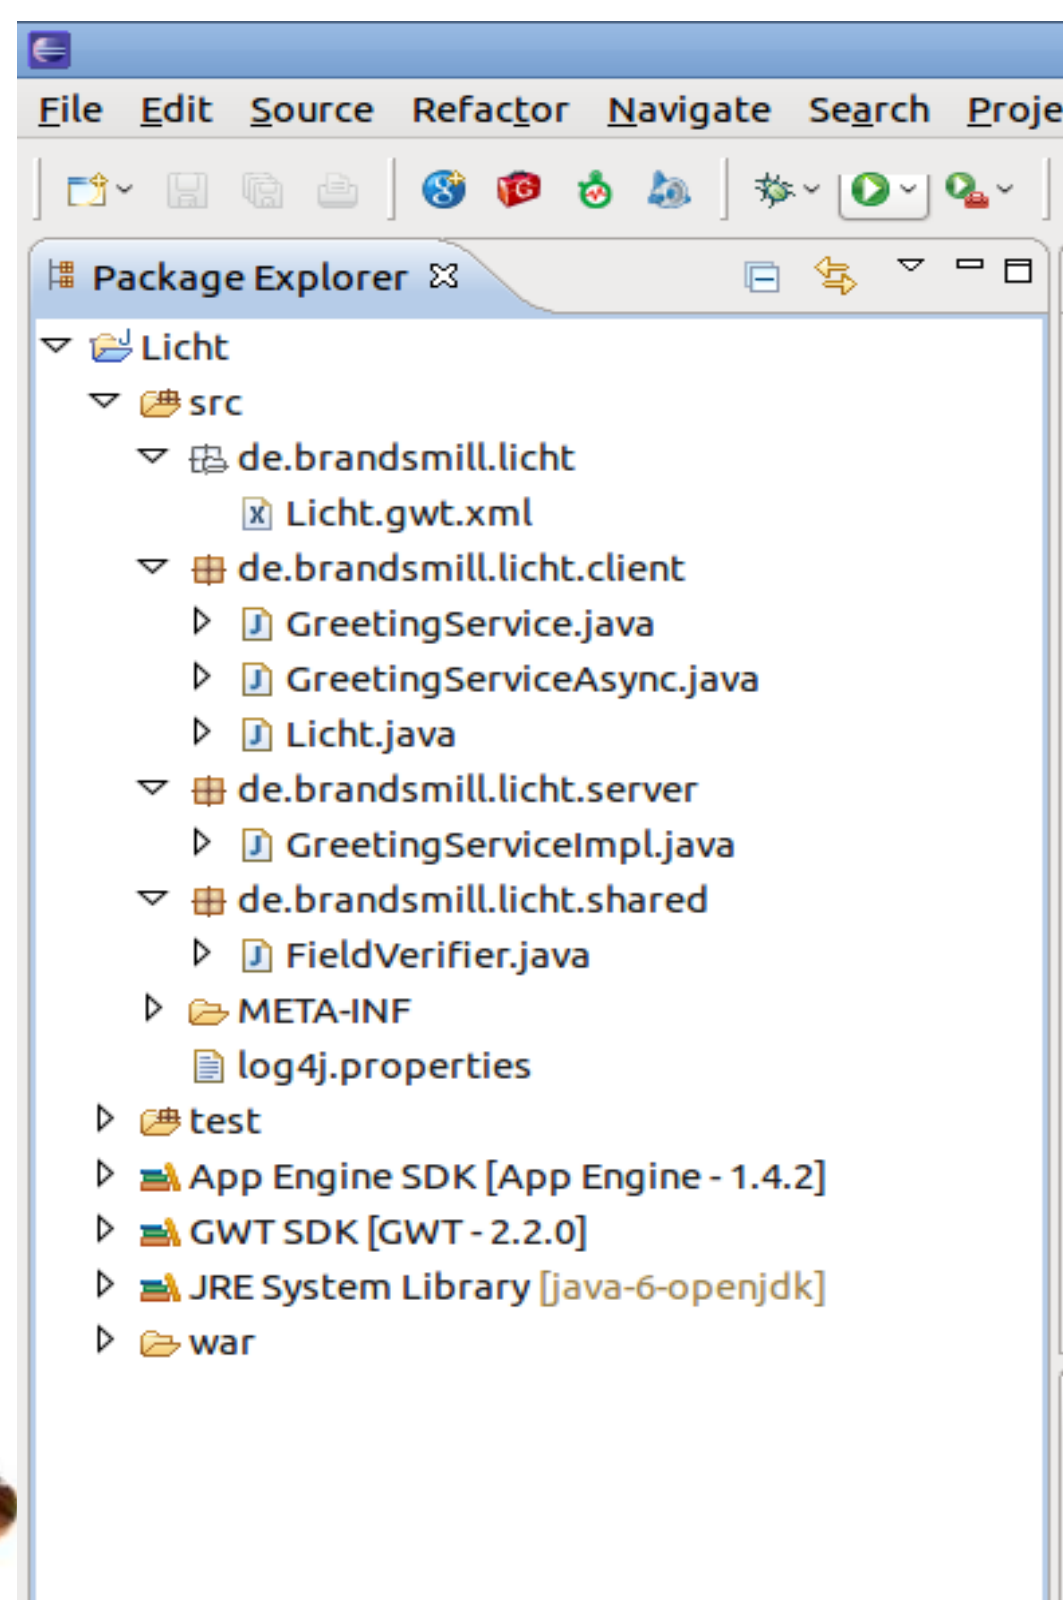 File Edit Source Refactor Navigate Search Proje
Package Explorer
Licht
src
de.brandsmill.licht
Licht.gwt.xml
de.brandsmill.licht.client
GreetingService.java
GreetingServiceAsync.java
Licht.java
de.brandsmill.licht.server
GreetingServiceImpl.java
de.brandsmill.licht.shared
FieldVerifier.java
META-INF
log4j.properties
test
App Engine SDK [App Engine - 1.4.2]
GWT SDK [GWT - 2.2.0]
JRE System Library [java-6-openjdk]
war